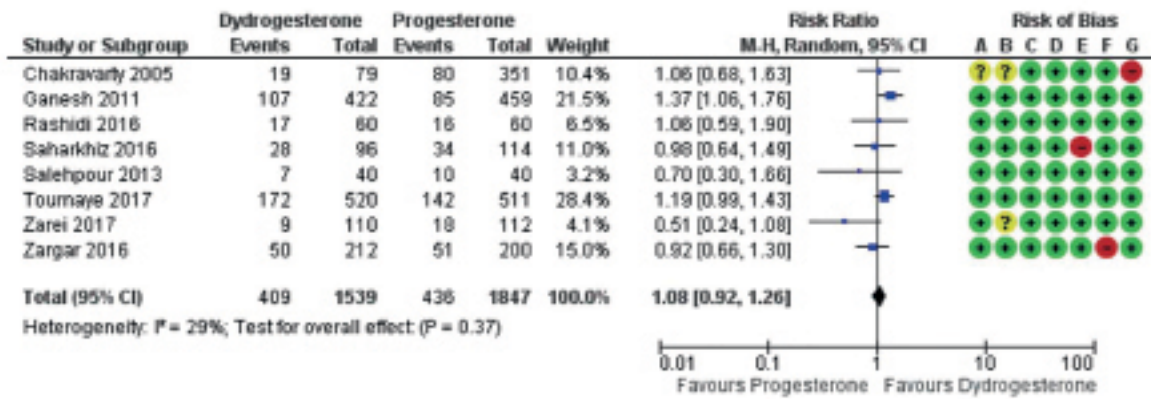 Dydrogesterone Progesterone Risk Ratio Risk of Bias
Study or Subgroup Events Total Events Total Weight M-H, Random, 95% CI A B C D E F G
Chakravarty 2005 19 79 80 351 10.4% 1.06 [0.68, 1.63] ? ? + + + + -
Ganesh 2011 107 422 85 459 21.5% 1.37 [1.06, 1.76] + + + + + + +
Rashidi 2016 17 60 16 60 6.5% 1.06 [0.59, 1.90] + + + + + + +
Saharkhiz 2016 28 96 34 114 11.0% 0.98 [0.64, 1.49] + + + + - + +
Salehpour 2013 7 40 10 40 3.2% 0.70 [0.30, 1.66] + + + + + + +
Tournaye 2017 172 520 142 511 28.4% 1.19 [0.99, 1.43] + + + + + + +
Zarei 2017 9 110 18 112 4.1% 0.51 [0.24, 1.08] + ? + + + + +
Zargar 2016 50 212 51 200 15.0% 0.92 [0.66, 1.30] + + + + + - +
Total (95% CI) 409 1539 436 1847 100.0% 1.08 [0.92, 1.26]
Heterogeneity: I² = 29%; Test for overall effect: (P = 0.37)
0.01 0.1 1 10 100
Favours Progesterone Favours Dydrogesterone